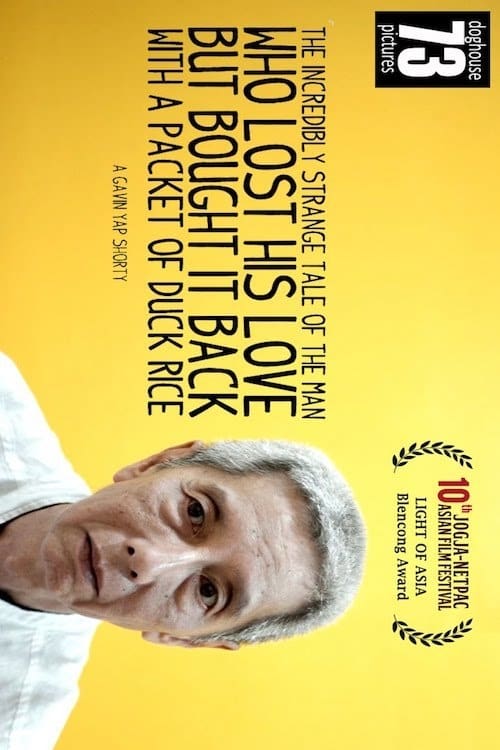 doghouse
73
pictures
THE INCREDIBLY STRANGE TALE OF THE MAN
WHO LOST HIS LOVE
BUT BOUGHT IT BACK
WITH A PACKET OF DUCK RICE
A GAVIN YAP SHORTY
10th JOGJA-NETPAC
ASIAN FILM FESTIVAL
LIGHT OF ASIA
Blencong Award